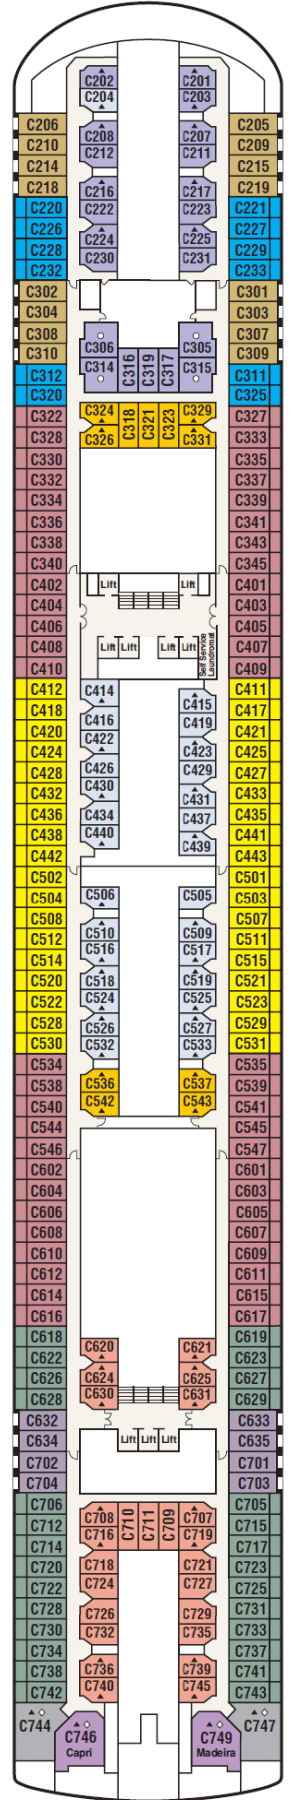 C202 C201
C204 C203
C206 C205
C208 C207
C210 C209
C212 C211
C214 C215
C218 C219
C216 C217
C220 C222 C223 C221
C226 C227
C224 C225
C228 C229
C230 C231
C232 C233
C302 C301
C304 C303
C308 C307
C306 C305
C310 C309
C314 C316 C319 C317 C315
C312 C311
C320 C325
C322 C324 C318 C321 C323 C329 C327
C328 C326 C331 C333
C330 C335
C332 C337
C334 C339
C336 C341
C338 C343
C340 C345
C402 Lift Lift C401
C404 C403
C406 C405
C408 Lift Lift Lift Lift Self Service Laundromat C407
C410 C409
C412 C414 C411
C418 C415 C417
C416 C419
C420 C422 C421
C424 C423 C425
C428 C426 C429 C427
C430
C432 C431 C433
C436 C434 C437 C435
C438 C440 C441
C439
C442 C443
C502 C501
C504 C506 C505 C503
C508 C507
C510 C509
C512 C511
C516 C517
C514 C515
C520 C518 C519 C521
C522 C524 C525 C523
C528 C526 C527 C529
C530 C532 C533 C531
C534 C535
C538 C536 C537 C539
C540 C542 C543 C541
C544 C545
C546 C547
C602 C601
C604 C603
C606 C605
C608 C607
C610 C609
C612 C611
C614 C615
C616 C617
C618 C619
C620 C621
C622 C623
C626 C624 C625 C627
C628 C630 C631 C629
C632 C633
C634 Lift Lift Lift C635
C702 C701
C704 C703
C706 C705
C708 C710 C711 C709 C707
C712 C716 C719 C715
C714 C717
C720 C718 C721 C723
C722 C724 C727 C725
C728 C726 C729 C731
C730 C732 C735 C733
C734 C737
C738 C736 C739 C741
C742 C740 C745 C743
C744 C747
C746 C749
Capri Madeira